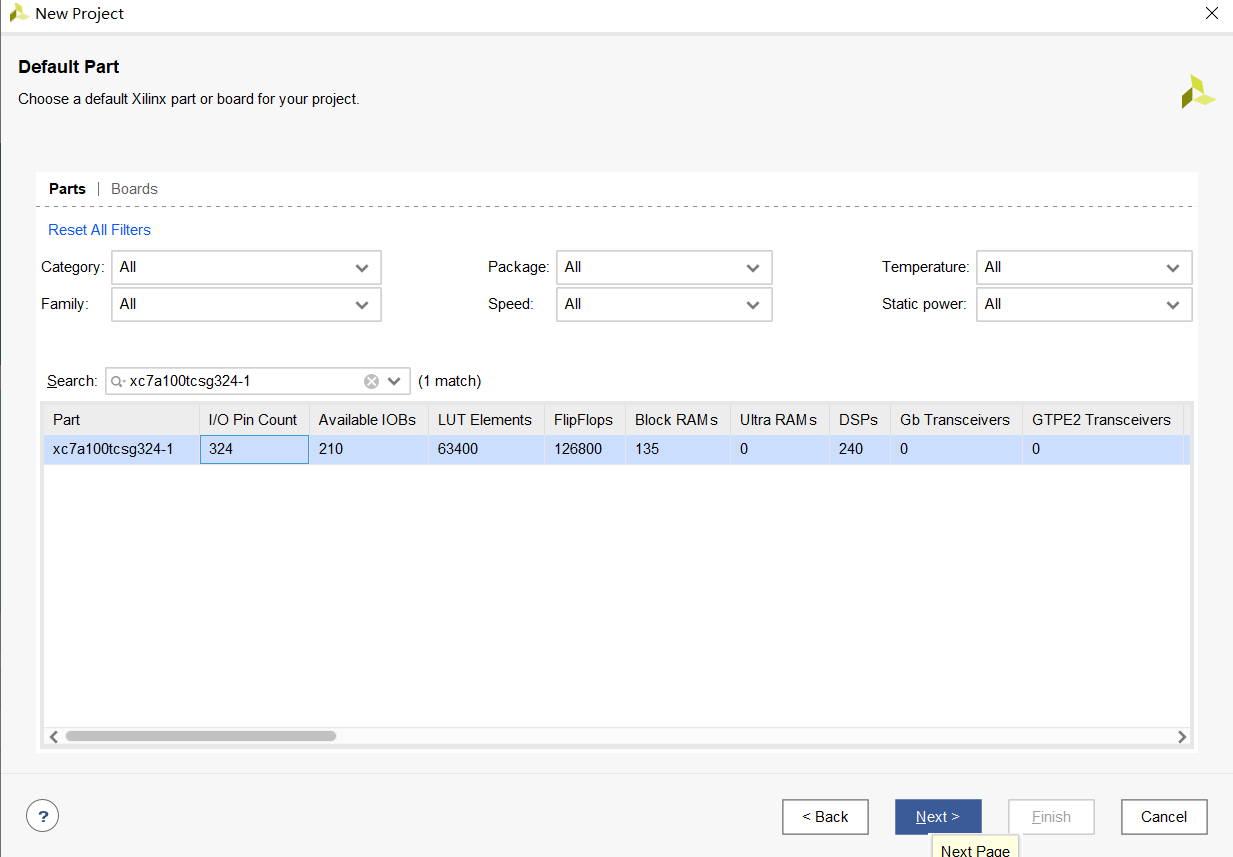 New Project
Default Part
Choose a default Xilinx part or board for your project.
Parts | Boards
Reset All Filters
Category: All Package: All Temperature: All
Family: All Speed: All Static power: All
Search: xc7a100tcsg324-1 (1 match)
Part I/O Pin Count Available IOBs LUT Elements FlipFlops Block RAMs Ultra RAMs DSPs Gb Transceivers GTPE2 Transceivers
xc7a100tcsg324-1 324 210 63400 126800 135 0 240 0 0
? < Back Next > Finish Cancel
Next Page